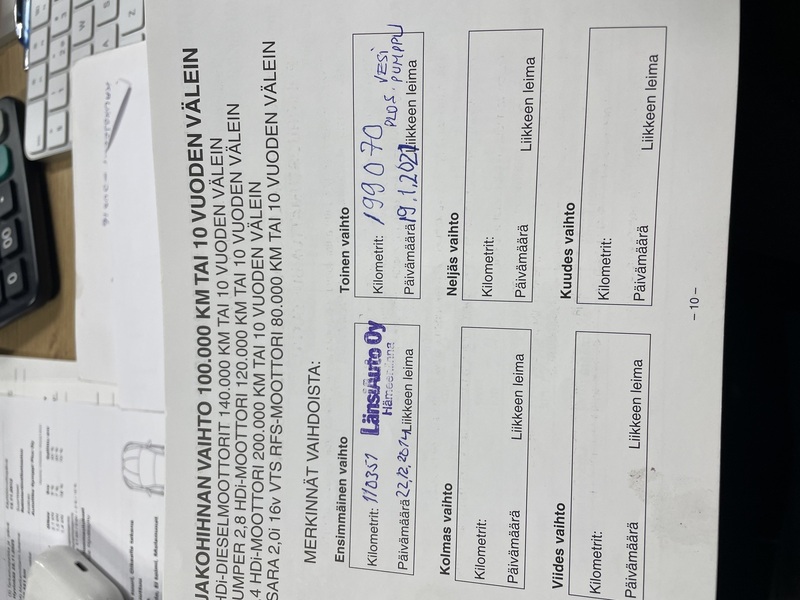 JAKOHIHNAN VAIHTO 100.000 KM TAI 10 VUODEN VÄLEIN
HDi-DIESELMOOTTORIT 140.000 KM TAI 10 VUODEN VÄLEIN
UMPER 2,8 HDi-MOOTTORI 120.000 KM TAI 10 VUODEN VÄLEIN
.4 HDi-MOOTTORI 200.000 KM TAI 10 VUODEN VÄLEIN
SARA 2,0i 16v VTS RFS-MOOTTORI 80.000 KM TAI 10 VUODEN VÄLEIN
MERKINNÄT VAIHDOISTA:
Ensimmäinen vaihto
Kilometrit: 110351 LänsiAuto Oy
Hämeenlinna
Päivämäärä 22,12,2014 Liikkeen leima
Toinen vaihto
Kilometrit: 199070 PLUS. VESI
PUMPPU
Päivämäärä 19.1.2021 Liikkeen leima
Kolmas vaihto
Kilometrit:
Päivämäärä Liikkeen leima
Neljäs vaihto
Kilometrit:
Päivämäärä Liikkeen leima
Viides vaihto
Kilometrit:
Päivämäärä Liikkeen leima
Kuudes vaihto
Kilometrit:
Päivämäärä Liikkeen leima
– 10 –